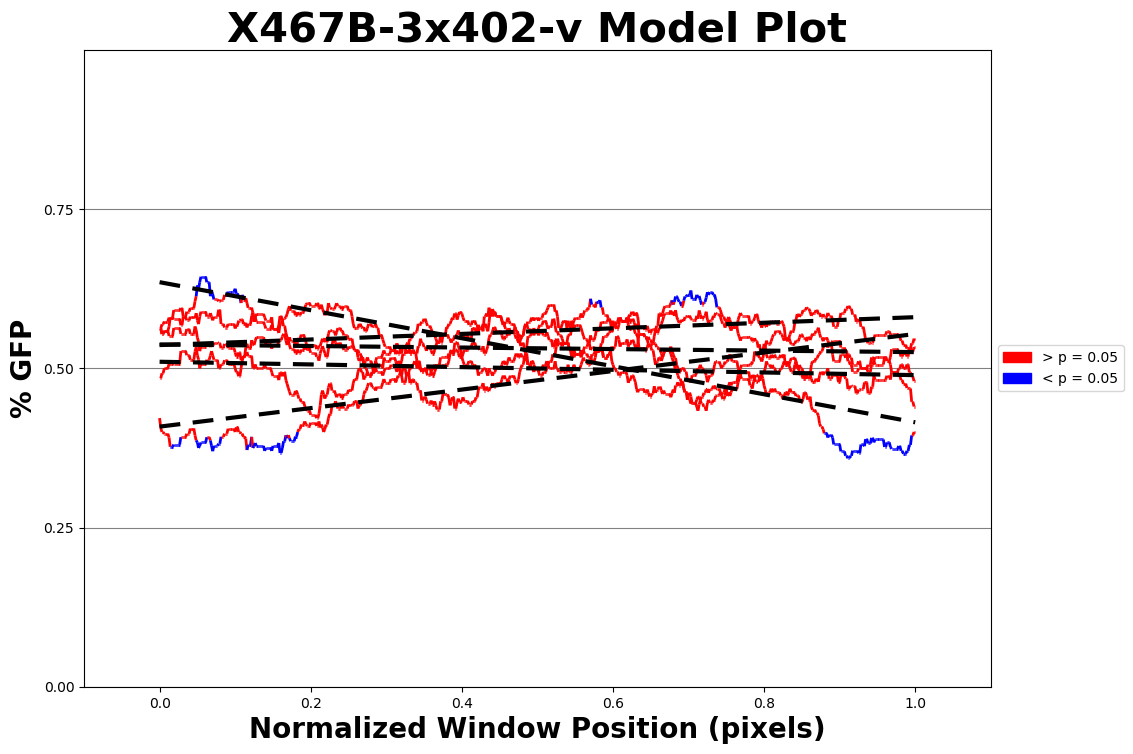 X467B-3x402-v Model Plot
% GFP
0.75
0.50
0.25
0.00
0.0 0.2 0.4 0.6 0.8 1.0
Normalized Window Position (pixels)
> p = 0.05
< p = 0.05